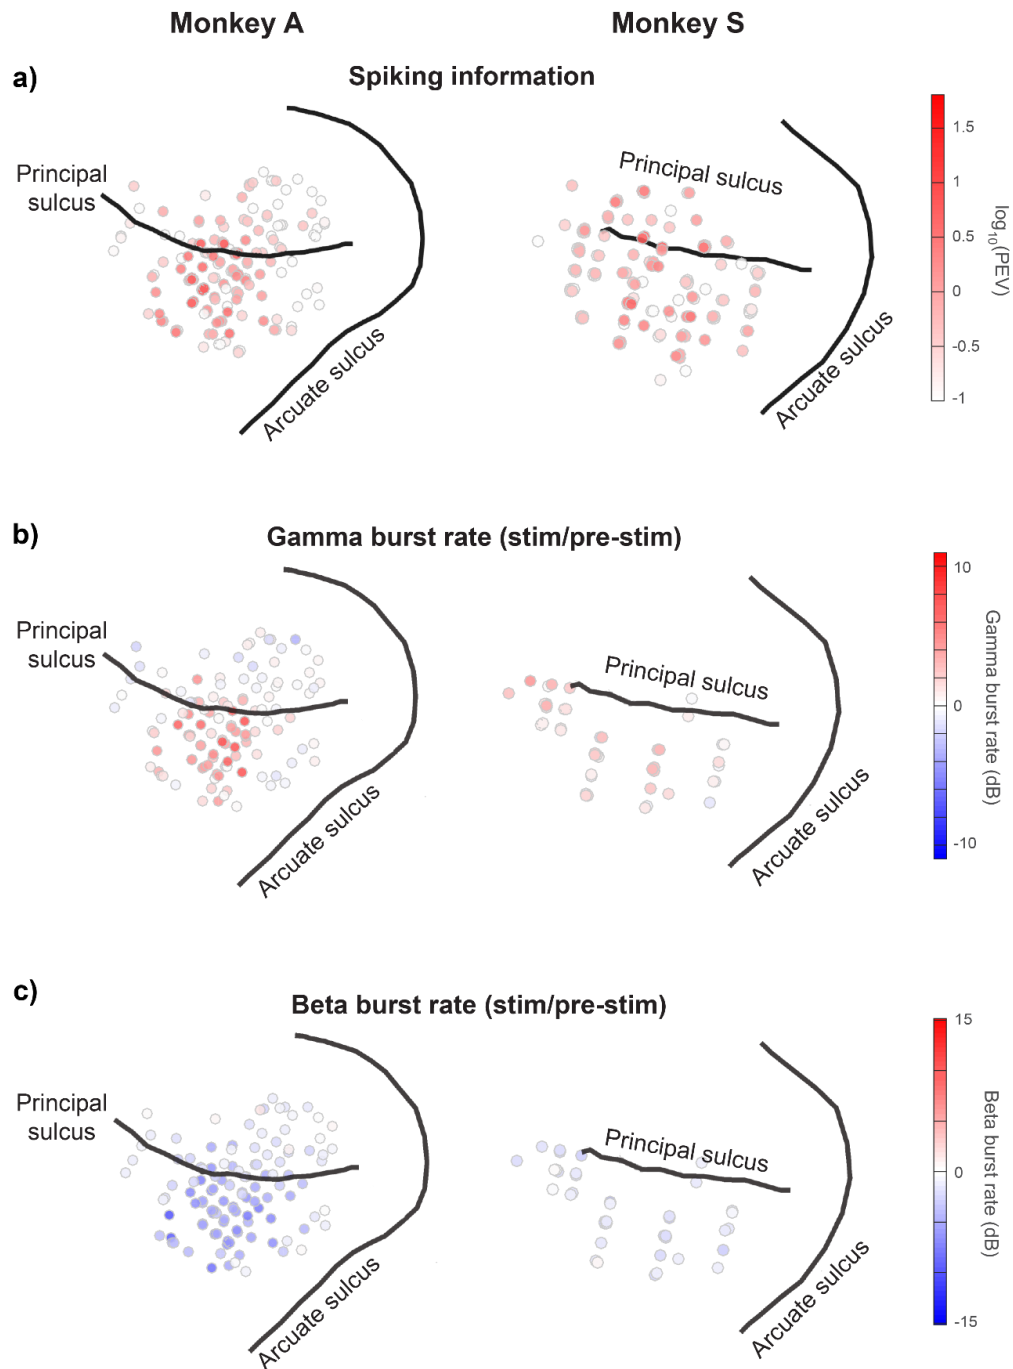 Monkey A
Monkey S
a)
Spiking information
Principal
sulcus
Arcuate sulcus
Principal sulcus
Arcuate sulcus
1.5
1
0.5
0
-0.5
-1
log10(PEV)
b)
Gamma burst rate (stim/pre-stim)
Principal
sulcus
Arcuate sulcus
Principal sulcus
Arcuate sulcus
10
0
-10
Gamma burst rate (dB)
c)
Beta burst rate (stim/pre-stim)
Principal
sulcus
Arcuate sulcus
Principal sulcus
Arcuate sulcus
15
0
-15
Beta burst rate (dB)